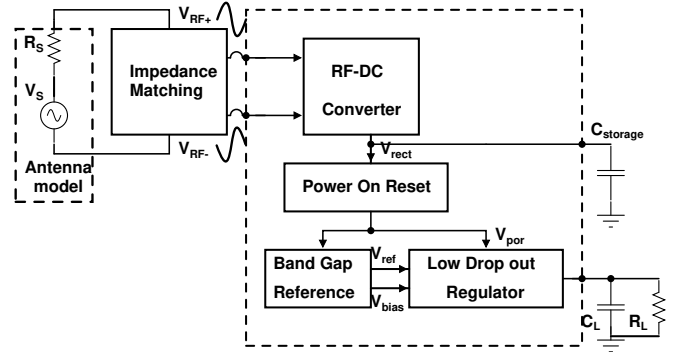 V_RF+
R_S
V_S
Antenna
model
Impedance
Matching
V_RF-
RF-DC
Converter
V_rect
C_storage
Power On Reset
V_por
Band Gap
Reference
V_ref
V_bias
Low Drop out
Regulator
C_L
R_L